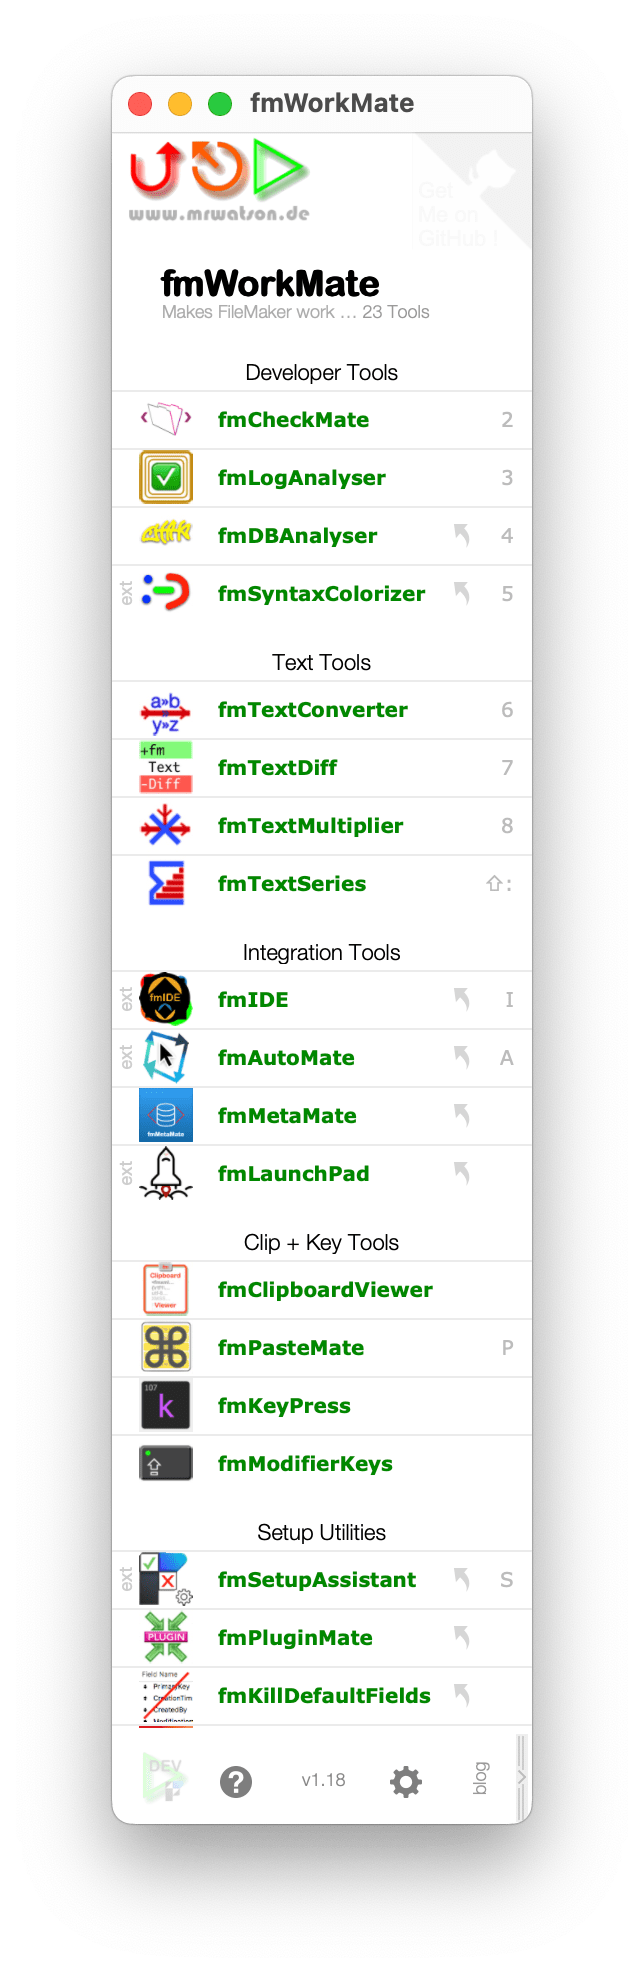 fmWorkMate
www.mrwatson.de
Get
Me on
GitHub !
fmWorkMate
Makes FileMaker work ... 23 Tools
Developer Tools
fmCheckMate 2
fmLogAnalyser 3
fmDBAnalyser 4
ext fmSyntaxColorizer 5
Text Tools
a»b
y»z
fmTextConverter 6
+fm
Text
-Diff
fmTextDiff 7
fmTextMultiplier 8
fmTextSeries ⇧:
Integration Tools
ext fmIDE fmIDE I
ext fmAutoMate A
fmMetaMate fmMetaMate
ext fmLaunchPad
Clip + Key Tools
Clipboard
Viewer
fmClipboardViewer
fmPasteMate P
107
k
fmKeyPress
fmModifierKeys
Setup Utilities
ext fmSetupAssistant S
PLUGIN fmPluginMate
Field Name
PrimaryKey
CreationTim
CreatedBy
fmKillDefaultFields
DEV
? v1.18 blog